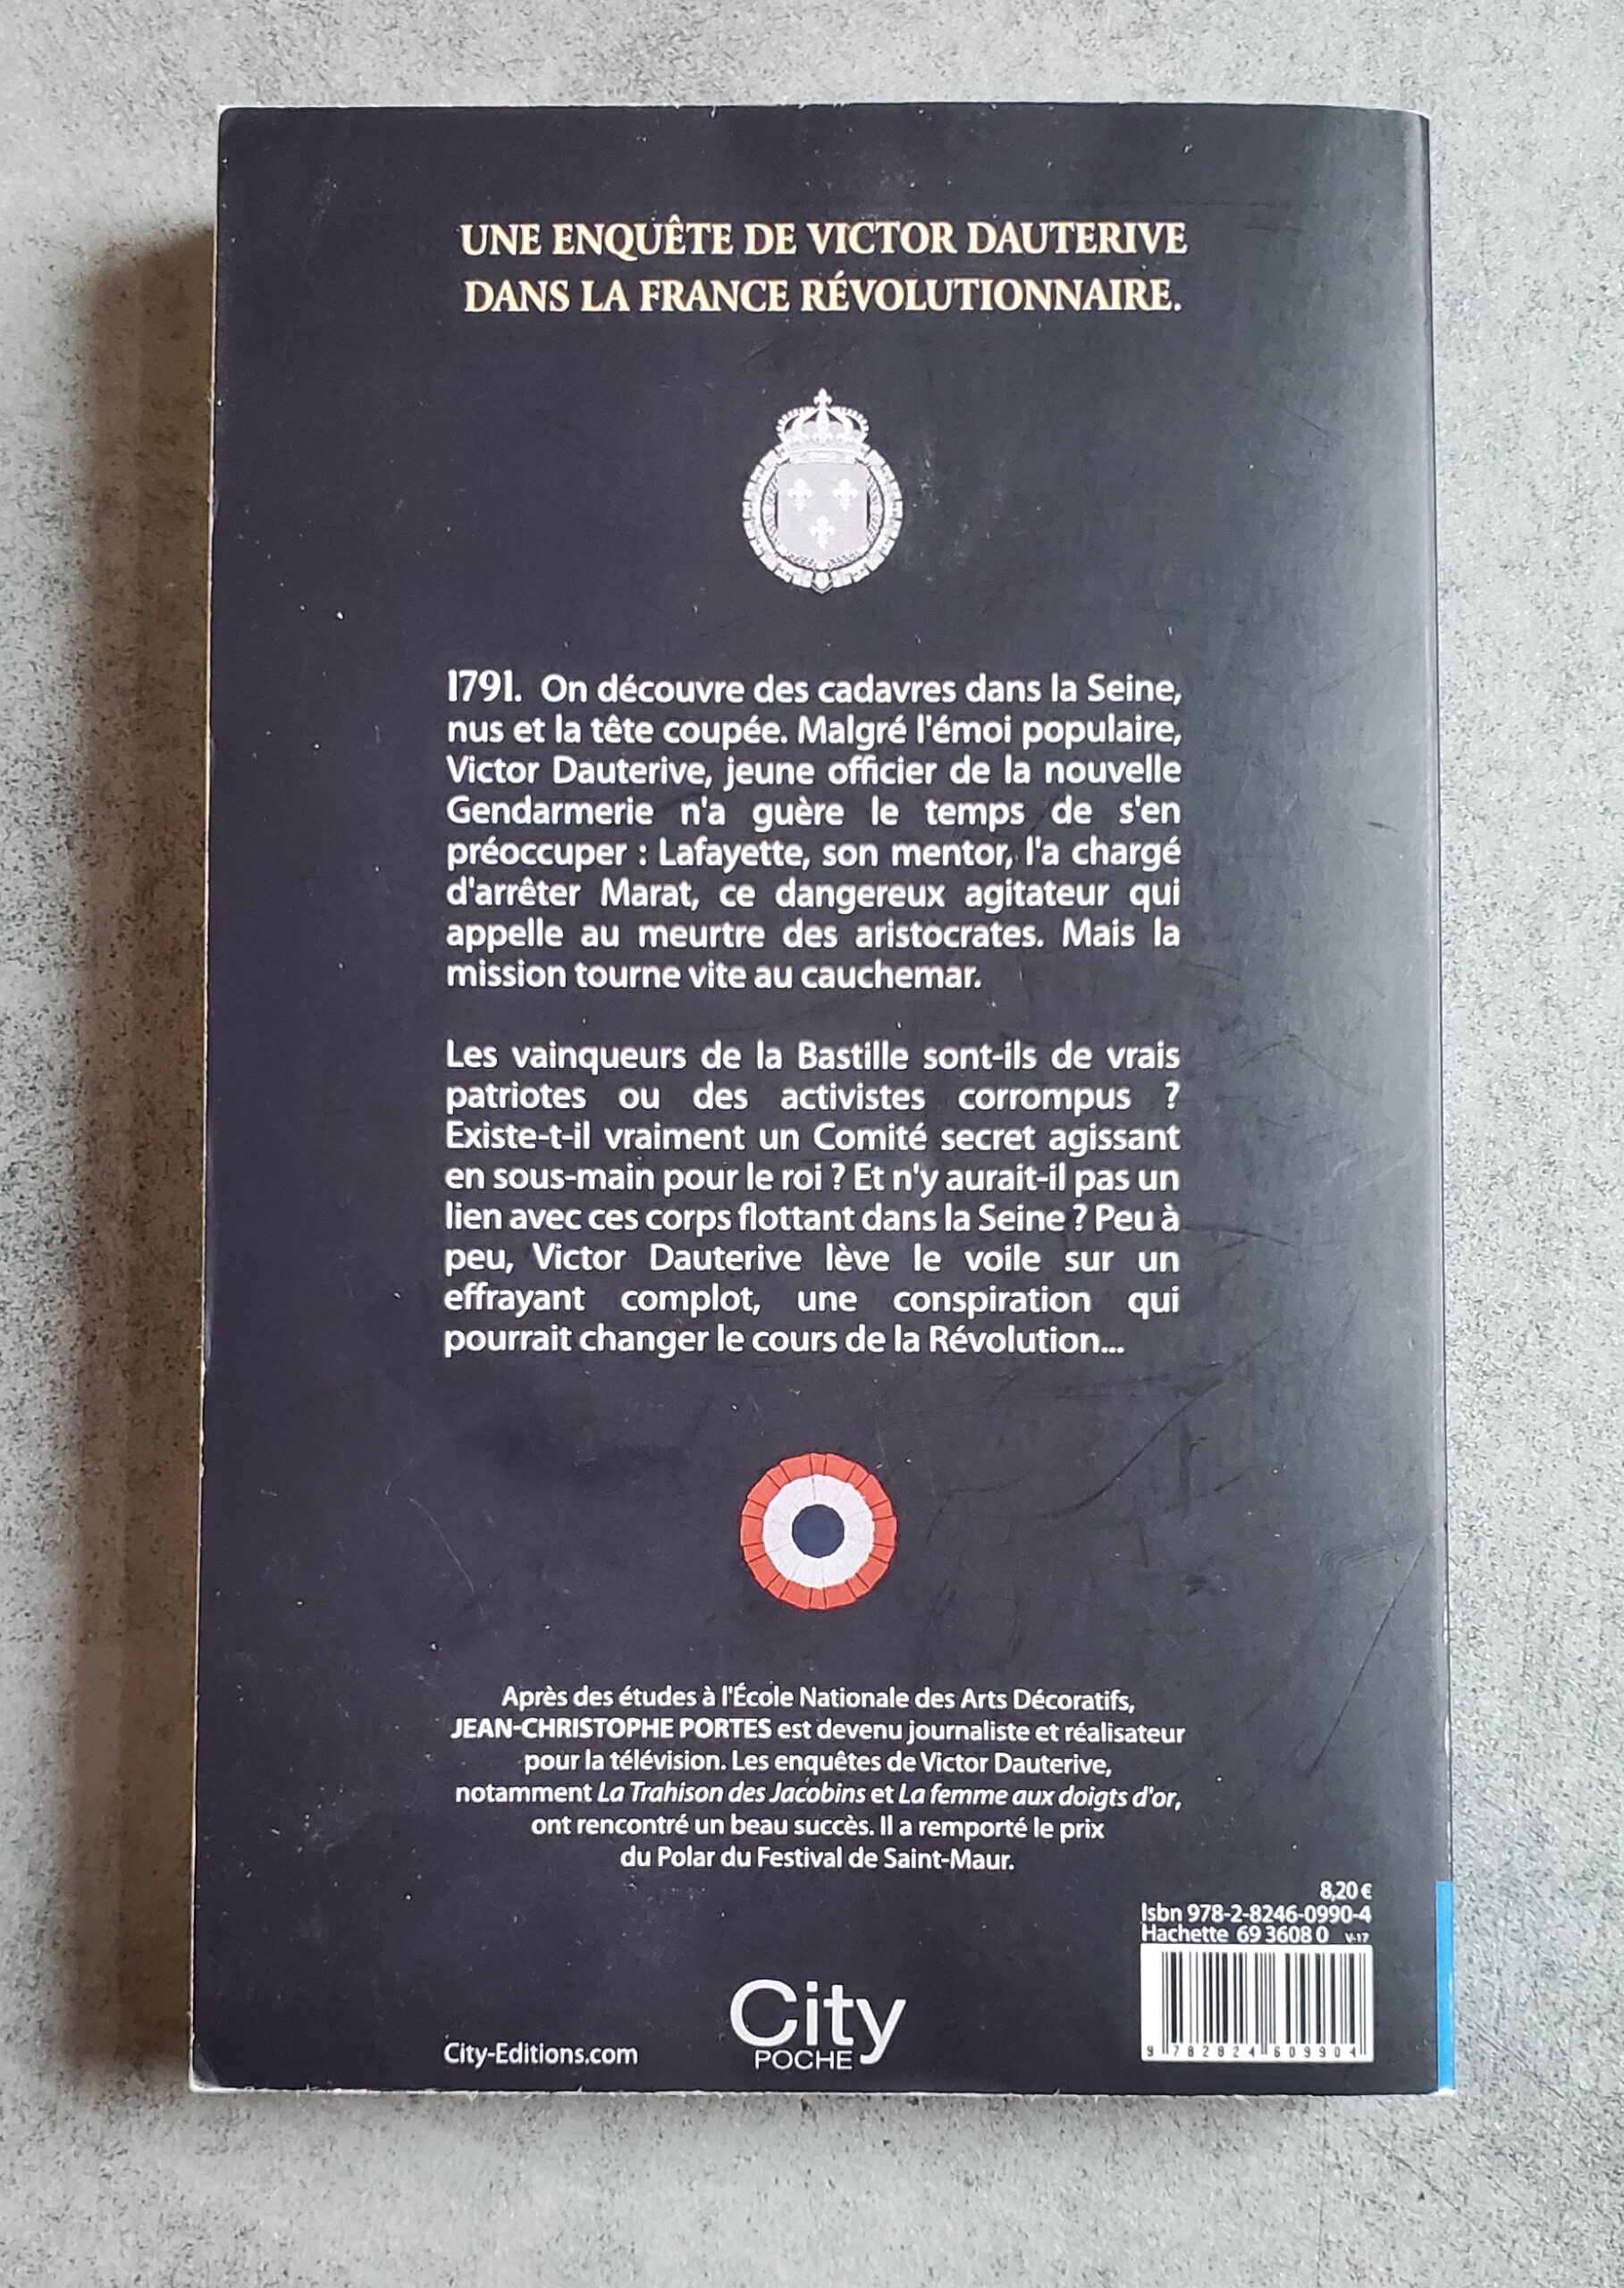 UNE ENQUÊTE DE VICTOR DAUTERIVE
DANS LA FRANCE RÉVOLUTIONNAIRE.
1791. On découvre des cadavres dans la Seine,
nus et la tête coupée. Malgré l'émoi populaire,
Victor Dauterive, jeune officier de la nouvelle
Gendarmerie n'a guère le temps de s'en
préoccuper : Lafayette, son mentor, l'a chargé
d'arrêter Marat, ce dangereux agitateur qui
appelle au meurtre des aristocrates. Mais la
mission tourne vite au cauchemar.
Les vainqueurs de la Bastille sont-ils de vrais
patriotes ou des activistes corrompus ?
Existe-t-il vraiment un Comité secret agissant
en sous-main pour le roi ? Et n'y aurait-il pas un
lien avec ces corps flottant dans la Seine ? Peu à
peu, Victor Dauterive lève le voile sur un
effrayant complot, une conspiration qui
pourrait changer le cours de la Révolution...
Après des études à l'École Nationale des Arts Décoratifs,
JEAN-CHRISTOPHE PORTES est devenu journaliste et réalisateur
pour la télévision. Les enquêtes de Victor Dauterive,
notamment La Trahison des Jacobins et La femme aux doigts d'or,
ont rencontré un beau succès. Il a remporté le prix
du Polar du Festival de Saint-Maur.
8,20 €
Isbn 978-2-8246-0990-4
Hachette 69 3608 0 V-17
9 782824 609904
City
POCHE
City-Editions.com